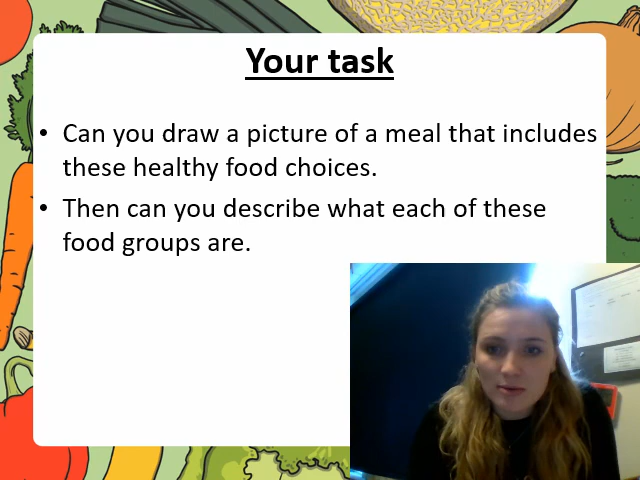 Your task
• Can you draw a picture of a meal that includes
these healthy food choices.
• Then can you describe what each of these
food groups are.